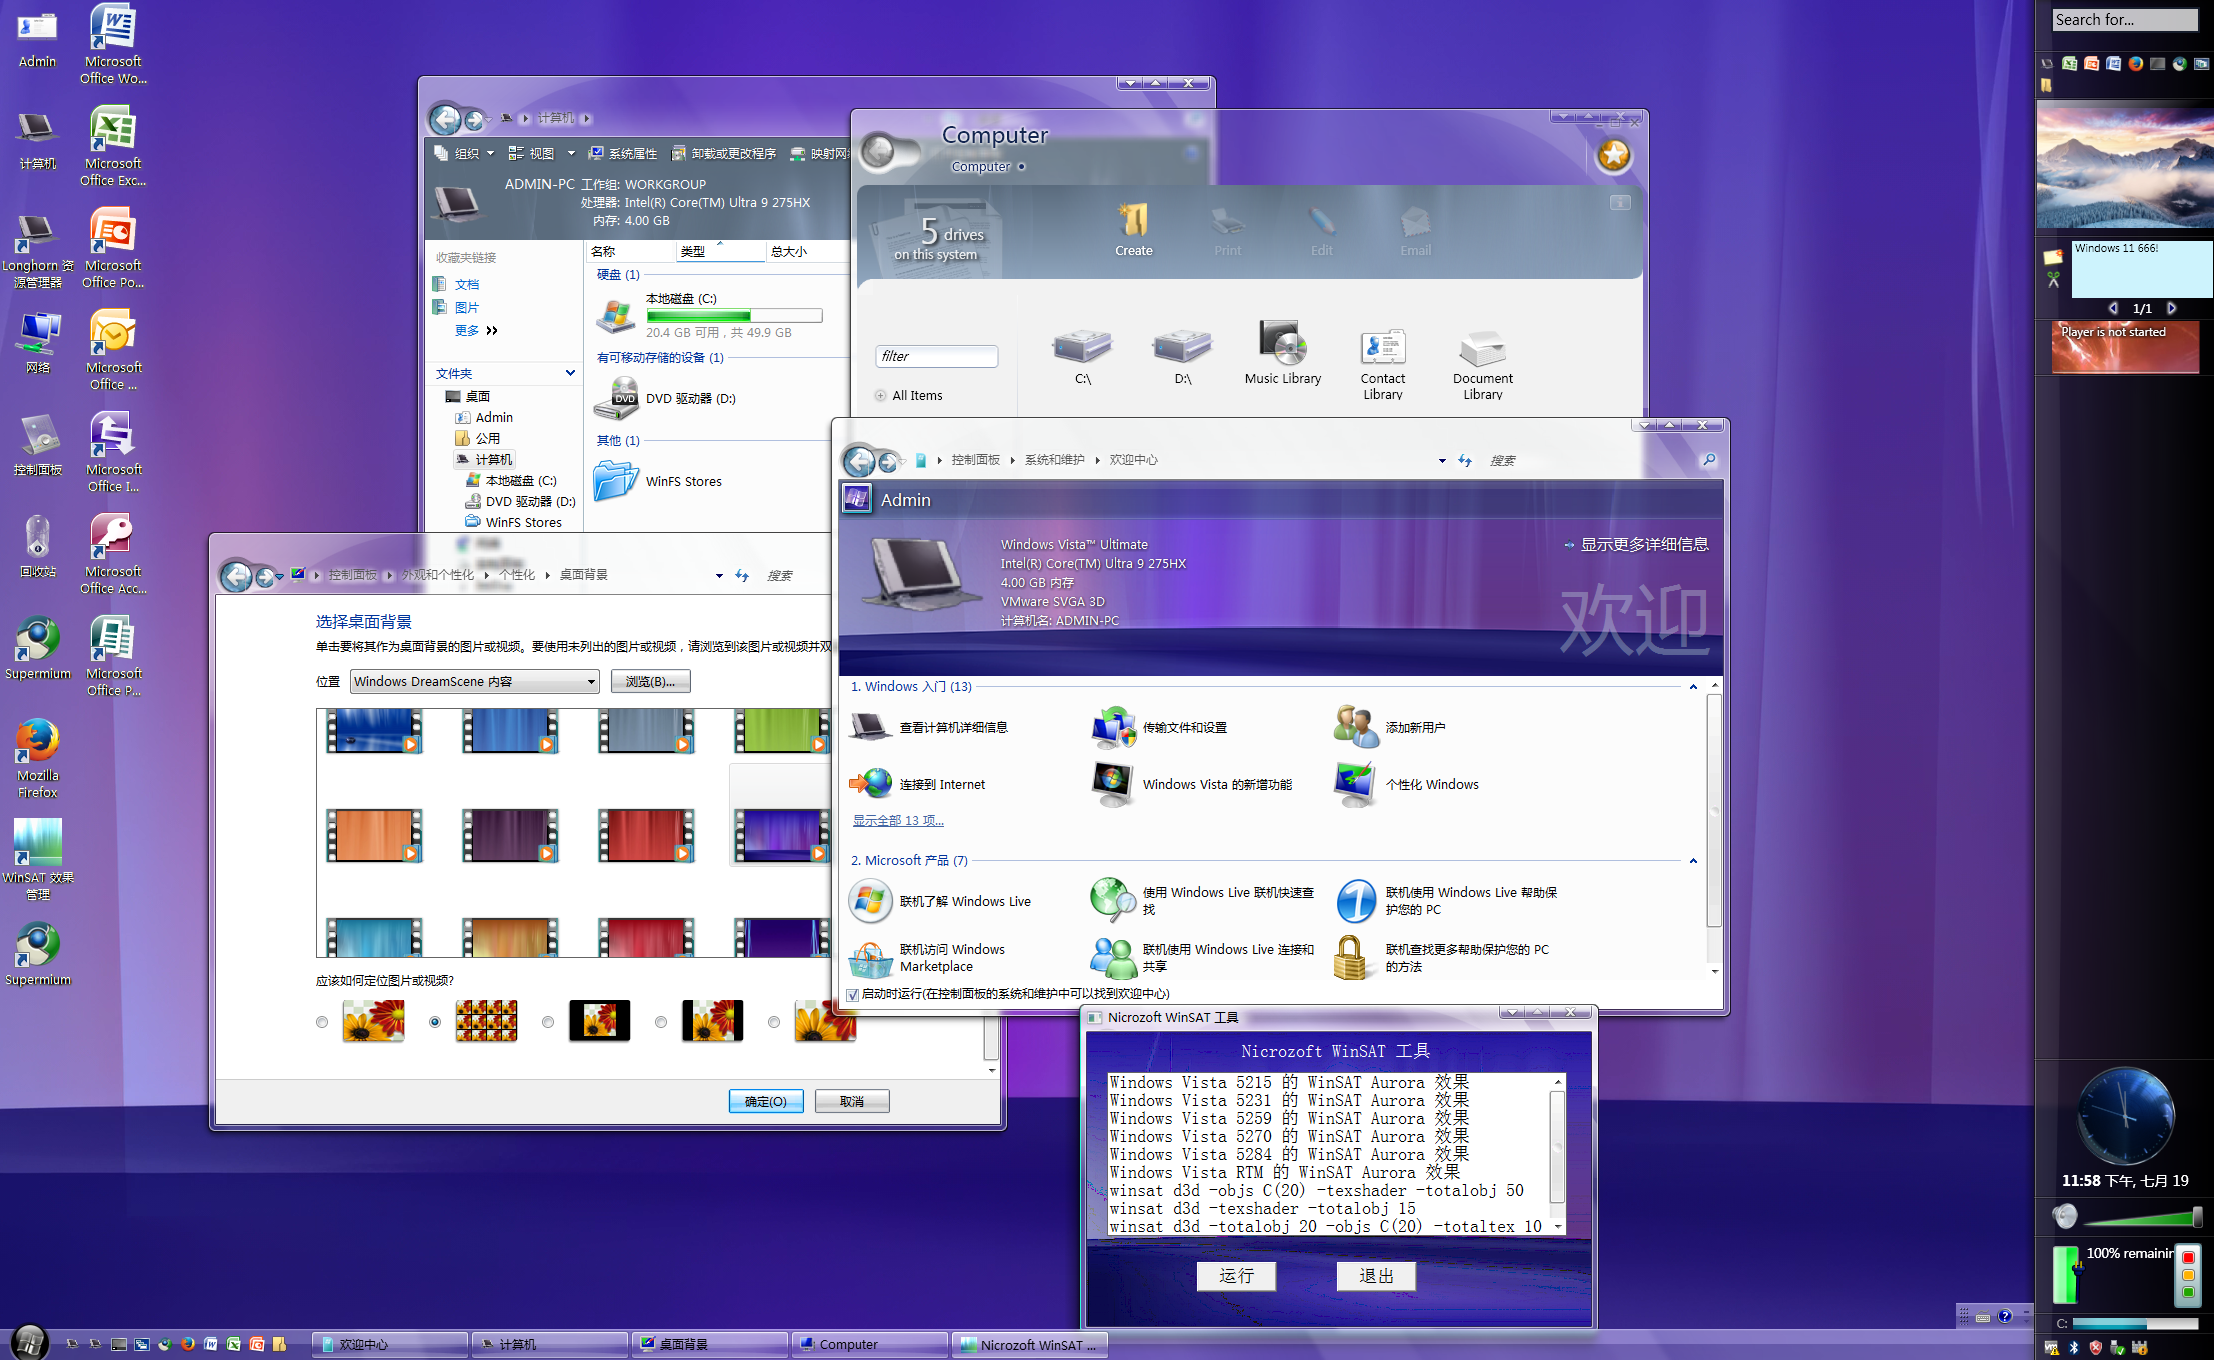 Admin
Microsoft
Office Wo...
计算机
Microsoft
Office Exc...
Longhorn 资
源管理器
Microsoft
Office Po...
网络
Microsoft
Office ...
控制面板
Microsoft
Office I...
回收站
Microsoft
Office Acc...
Supermium
Microsoft
Office P...
Mozilla
Firefox
WinSAT 效果
管理
Supermium
计算机
组织
视图
系统属性
卸载或更改程序
映射网
ADMIN-PC 工作组: WORKGROUP
处理器: Intel(R) Core(TM) Ultra 9 275HX
内存: 4.00 GB
收藏夹链接
文档
图片
更多 »
文件夹
桌面
Admin
公用
计算机
本地磁盘 (C:)
DVD 驱动器 (D:)
WinFS Stores
名称 类型 总大小
硬盘 (1)
本地磁盘 (C:)
20.4 GB 可用 , 共 49.9 GB
有可移动存储的设备 (1)
DVD
DVD 驱动器 (D:)
其他 (1)
WinFS Stores
Computer
Computer
5 drives
on this system
Create
Print
Edit
Email
filter
All Items
C:\
D:\
Music Library
Contact
Library
Document
Library
控制面板
系统和维护
欢迎中心
搜索
Admin
Windows Vista™ Ultimate
Intel(R) Core(TM) Ultra 9 275HX
4.00 GB 内存
VMware SVGA 3D
计算机名: ADMIN-PC
显示更多详细信息
欢迎
1. Windows 入门 (13)
查看计算机详细信息
传输文件和设置
添加新用户
连接到 Internet
Windows Vista 的新增功能
个性化 Windows
显示全部 13 项...
2. Microsoft 产品 (7)
联机了解 Windows Live
使用 Windows Live 联机快速查
找
联机使用 Windows Live 帮助保
护您的 PC
联机访问 Windows
Marketplace
联机使用 Windows Live 连接和
共享
联机查找更多帮助保护您的 PC
的方法
启动时运行(在控制面板的系统和维护中可以找到欢迎中心)
控制面板
外观和个性化
个性化
桌面背景
搜索
选择桌面背景
单击要将其作为桌面背景的图片或视频。要使用未列出的图片或视频，请浏览到该图片或视频并双
位置
Windows DreamScene 内容
浏览(B)...
应该如何定位图片或视频?
确定(O)
取消
Nicrozoft WinSAT 工具
Nicrozoft WinSAT 工具
Windows Vista 5215 的 WinSAT Aurora 效果
Windows Vista 5231 的 WinSAT Aurora 效果
Windows Vista 5259 的 WinSAT Aurora 效果
Windows Vista 5270 的 WinSAT Aurora 效果
Windows Vista 5284 的 WinSAT Aurora 效果
Windows Vista RTM 的 WinSAT Aurora 效果
winsat d3d -objs C(20) -texshader -totalobj 50
winsat d3d -texshader -totalobj 15
winsat d3d -totalobj 20 -objs C(20) -totaltex 10
运行
退出
Search for...
Windows 11 666!
1/1
Player is not started
11:58 下午, 七月 19
100% remainin
C:
欢迎中心
计算机
桌面背景
Computer
Nicrozoft WinSAT ...